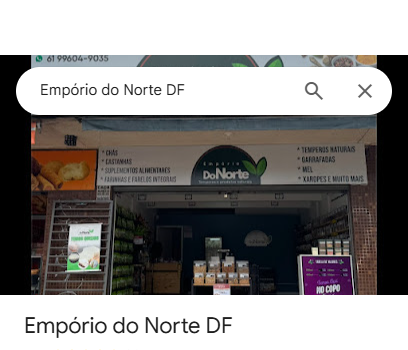 61 99604-9035
Empório do Norte DF
* CHÁS
* CASTANHAS
* SUPLEMENTOS ALIMENTARES
* FARINHAS E FARELOS INTEGRAIS
Empório
DoNorte
* TEMPEROS NATURAIS
* GARRAFADAS
* MEL
* XAROPES E MUITO MAIS
NO COPO
Empório do Norte DF